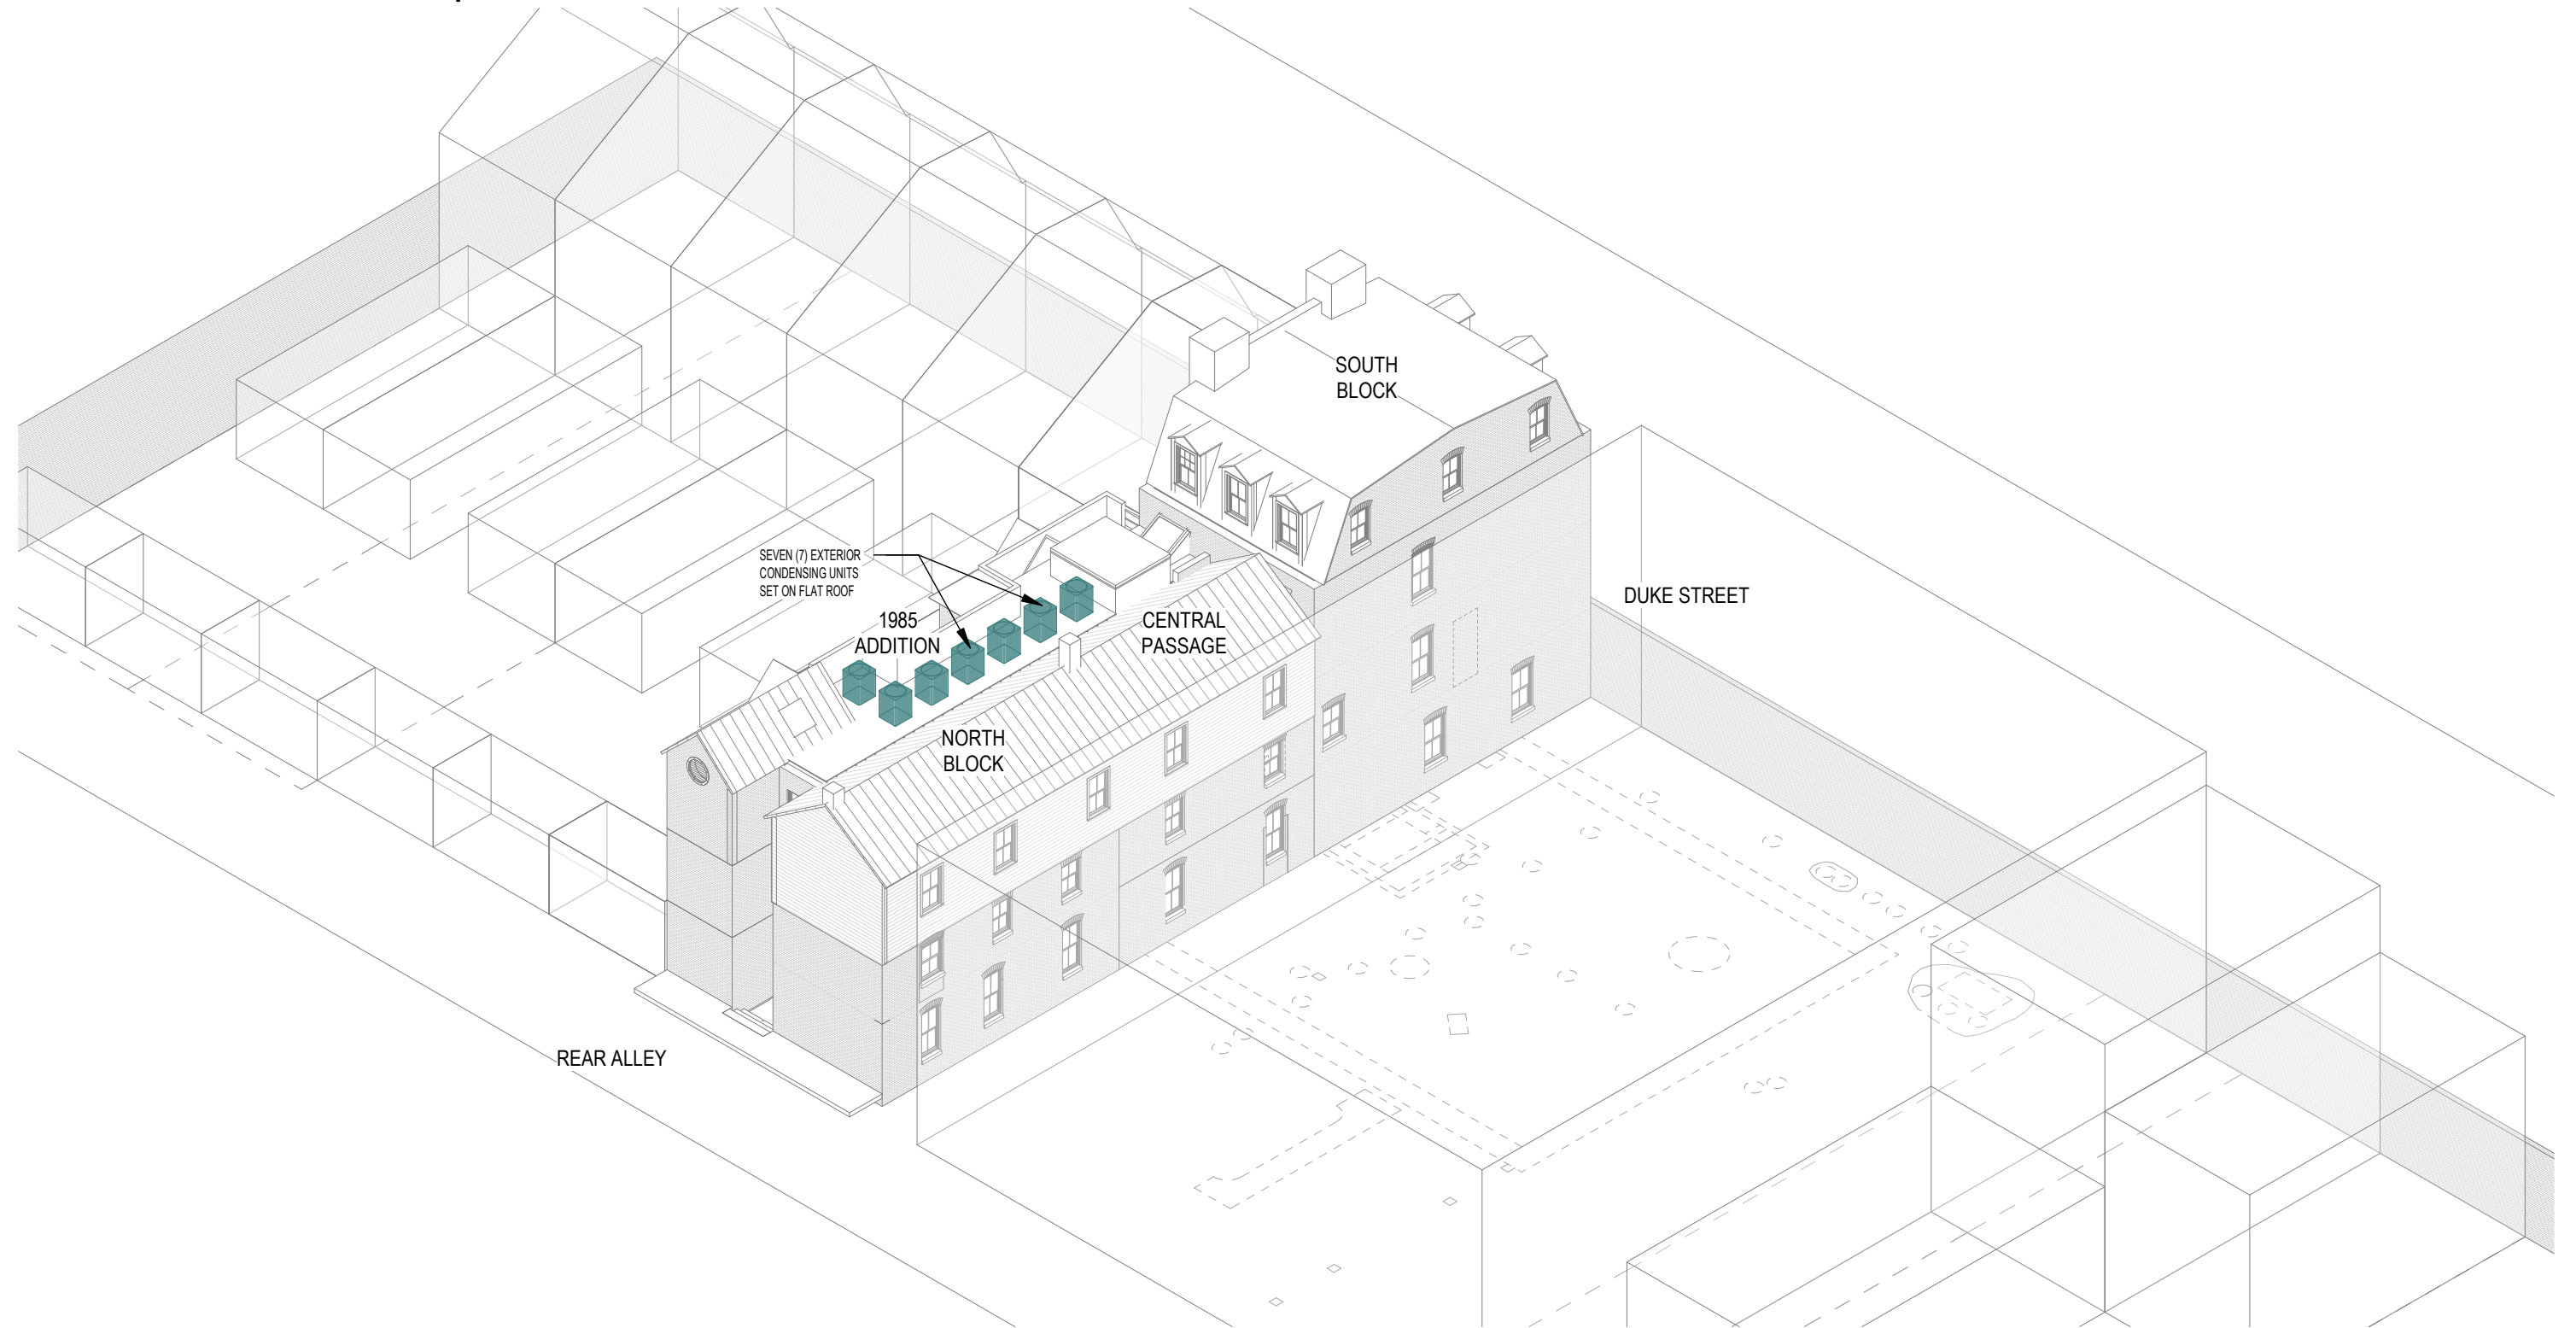 SOUTH
BLOCK
SEVEN (7) EXTERIOR
CONDENSING UNITS
SET ON FLAT ROOF
DUKE STREET
1985
ADDITION
CENTRAL
PASSAGE
NORTH
BLOCK
REAR ALLEY